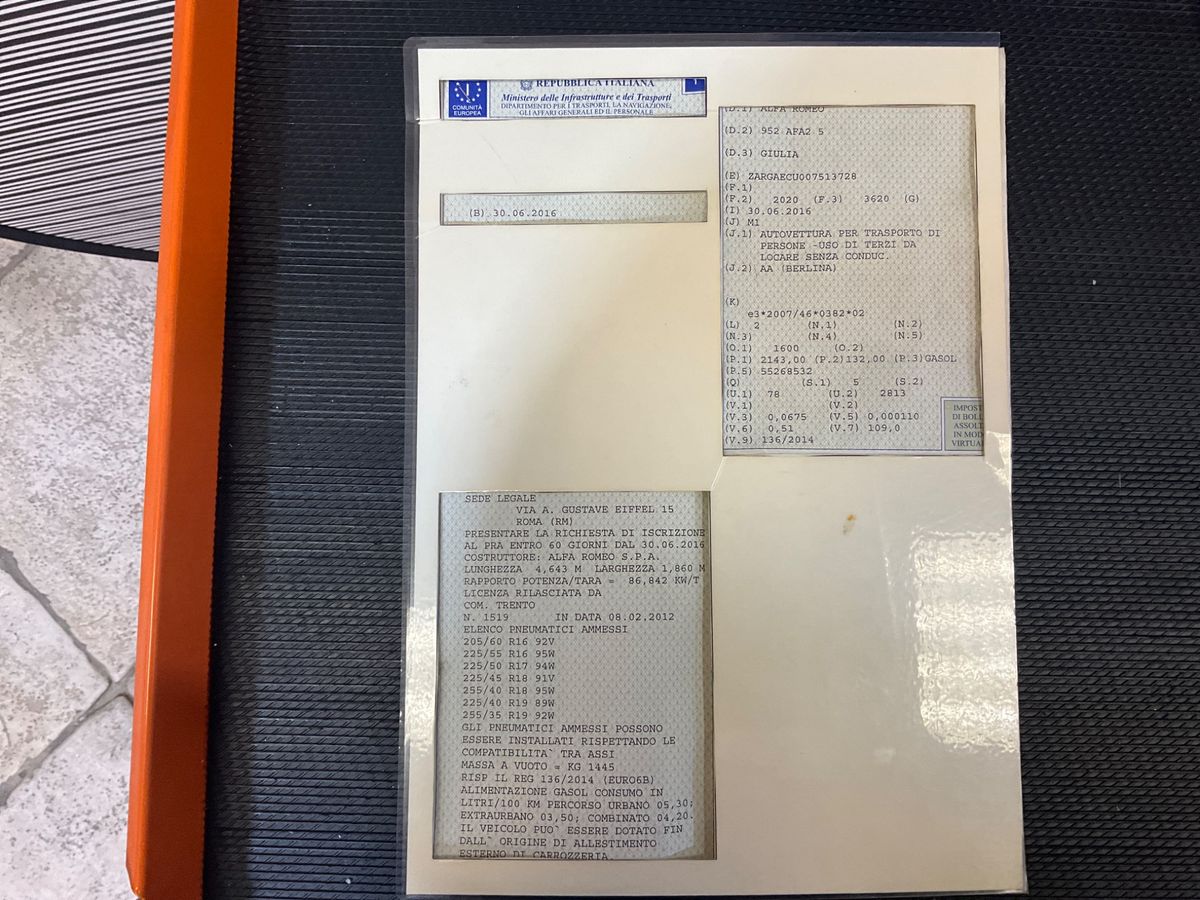 COMUNITÀ
EUROPEA
REPUBBLICA ITALIANA
Ministero delle Infrastrutture e dei Trasporti
DIPARTIMENTO PER I TRASPORTI, LA NAVIGAZIONE,
GLI AFFARI GENERALI ED IL PERSONALE
1
(B) 30.06.2016
(D.1) ALFA ROMEO
(D.2) 952 AFA2 5
(D.3) GIULIA
(E) ZARGAECU007513728
(F.1)
(F.2) 2020 (F.3) 3620 (G)
(I) 30.06.2016
(J) M1
(J.1) AUTOVETTURA PER TRASPORTO DI
PERSONE -USO DI TERZI DA
LOCARE SENZA CONDUC.
(J.2) AA (BERLINA)
(K)
e3*2007/46*0382*02
(L) 2 (N.1) (N.2)
(N.3) (N.4) (N.5)
(O.1) 1600 (O.2)
(P.1) 2143,00 (P.2)132,00 (P.3)GASOL
(P.5) 55268532
(Q) (S.1) 5 (S.2)
(U.1) 78 (U.2) 2813
(V.1) (V.2)
(V.3) 0,0675 (V.5) 0,000110
(V.6) 0,51 (V.7) 109,0
(V.9) 136/2014
IMPOST
DI BOLL
ASSOLT
IN MOD
VIRTUA
SEDE LEGALE
VIA A. GUSTAVE EIFFEL 15
ROMA (RM)
PRESENTARE LA RICHIESTA DI ISCRIZIONE
AL PRA ENTRO 60 GIORNI DAL 30.06.2016
COSTRUTTORE: ALFA ROMEO S.P.A.
LUNGHEZZA 4,643 M LARGHEZZA 1,860 M
RAPPORTO POTENZA/TARA = 86,842 KW/T
LICENZA RILASCIATA DA
COM. TRENTO
N. 1519 IN DATA 08.02,2012
ELENCO PNEUMATICI AMMESSI
205/60 R16 92V
225/55 R16 95W
225/50 R17 94W
225/45 R18 91V
255/40 R18 95W
225/40 R19 89W
255/35 R19 92W
GLI PNEUMATICI AMMESSI POSSONO
ESSERE INSTALLATI RISPETTANDO LE
COMPATIBILITA` TRA ASSI
MASSA A VUOTO = KG 1445
RISP IL REG 136/2014 (EURO6B)
ALIMENTAZIONE GASOL CONSUMO IN
LITRI/100 KM PERCORSO URBANO 05,30;
EXTRAURBANO 03,50; COMBINATO 04,20.
IL VEICOLO PUO` ESSERE DOTATO FIN
DALL` ORIGINE DI ALLESTIMENTO
ESTERNO DI CARROZZERIA